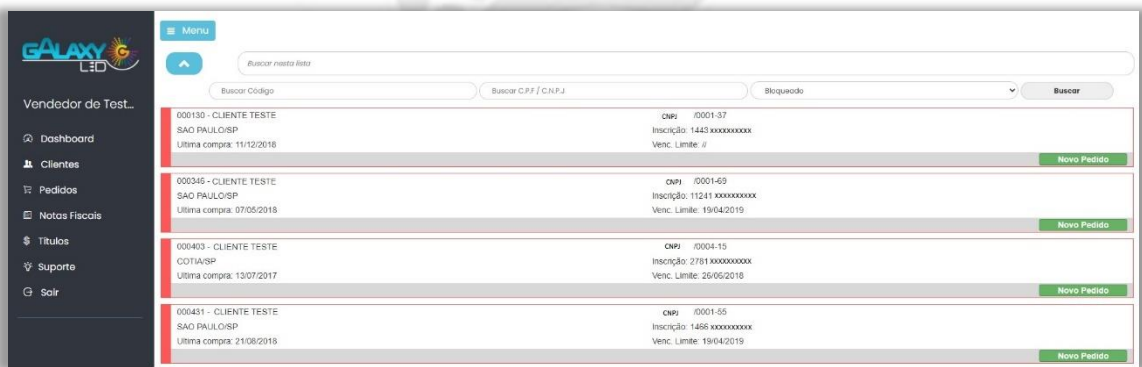 GALAXY
LED
Vendedor de Test...
Dashboard
Clientes
Pedidos
Notas Fiscais
Títulos
Suporte
Sair
Menu
Buscar nesta lista
Buscar Código
Buscar C.P.F / C.N.P.J
Bloqueado
Buscar
000130 - CLIENTE TESTE
CNPJ /0001-37
SAO PAULO/SP
Inscrição: 1443 xxxxxxxxxx
Ultima compra: 11/12/2018
Venc. Limite: //
Novo Pedido
000346 - CLIENTE TESTE
CNPJ /0001-69
SAO PAULO/SP
Inscrição: 11241 xxxxxxxxxx
Ultima compra: 07/05/2018
Venc. Limite: 19/04/2019
Novo Pedido
000403 - CLIENTE TESTE
CNPJ /0004-15
COTIA/SP
Inscrição: 2781 xxxxxxxxxx
Ultima compra: 13/07/2017
Venc. Limite: 26/06/2018
Novo Pedido
000431 - CLIENTE TESTE
CNPJ /0001-55
SAO PAULO/SP
Inscrição: 1466 xxxxxxxxxx
Ultima compra: 21/08/2018
Venc. Limite: 19/04/2019
Novo Pedido